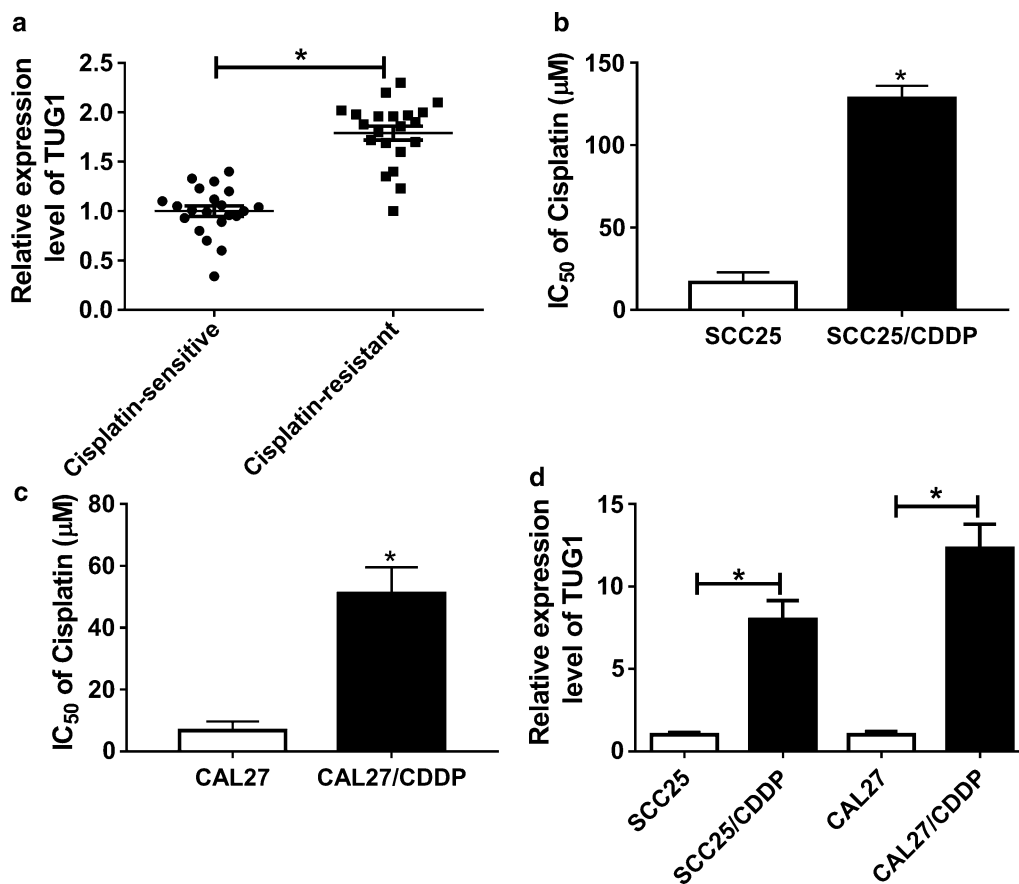 a
Relative expression
level of TUG1
2.5
2.0
1.5
1.0
0.5
0.0
*
Cisplatin-sensitive
Cisplatin-resistant
b
IC50 of Cisplatin (μM)
150
100
50
0
*
SCC25
SCC25/CDDP
c
IC50 of Cisplatin (μM)
80
60
40
20
0
*
CAL27
CAL27/CDDP
d
Relative expression
level of TUG1
15
10
5
0
*
*
SCC25
SCC25/CDDP
CAL27
CAL27/CDDP